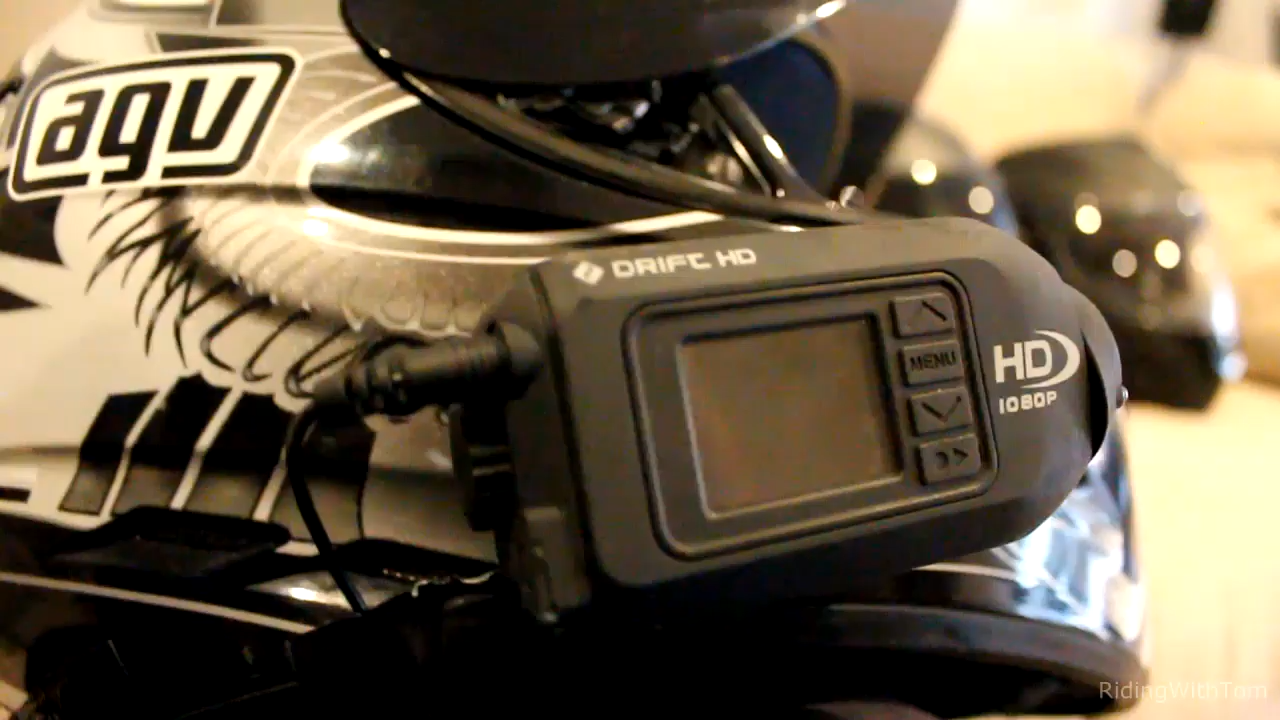 agv
DRIFT HD
MENU
HD
1080P
RidingWithTom